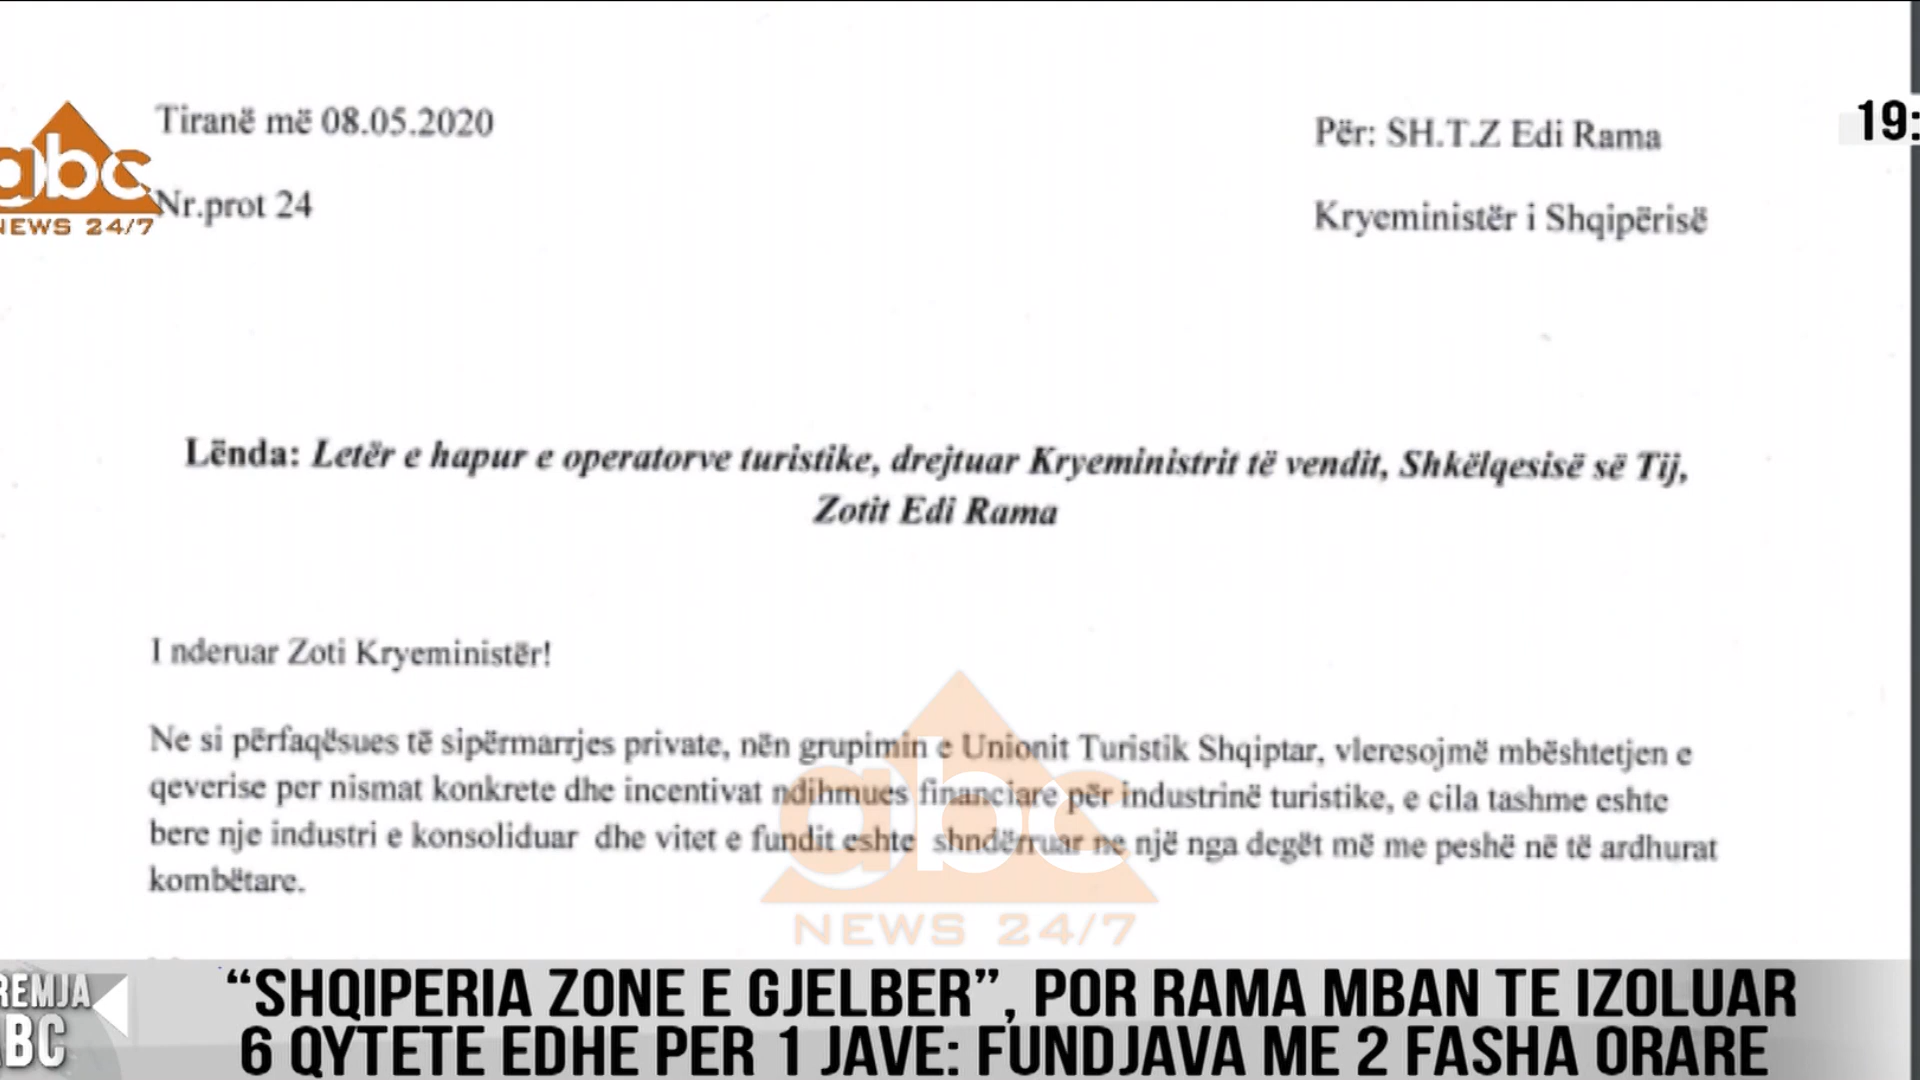 Tiranë më 08.05.2020
Për: SH.T.Z Edi Rama
19:
abc
NEWS 24/7
Nr.prot 24
Kryeministër i Shqipërisë
Lënda: Letër e hapur e operatorve turistike, drejtuar Kryeministrit të vendit, Shkëlqesisë së Tij,
Zotit Edi Rama
I nderuar Zoti Kryeministër!
Ne si përfaqësues të sipërmarrjes private, nën grupimin e Unionit Turistik Shqiptar, vleresojmë mbështetjen e
qeverise per nismat konkrete dhe incentivat ndihmues financiare për industrinë turistike, e cila tashme eshte
bere nje industri e konsoliduar dhe vitet e fundit eshte shndërruar ne një nga degët më me peshë në të ardhurat
kombëtare.
abc
NEWS 24/7
REMJA
ABC
“SHQIPERIA ZONE E GJELBER”, POR RAMA MBAN TE IZOLUAR
6 QYTETE EDHE PER 1 JAVE: FUNDJAVA ME 2 FASHA ORARE